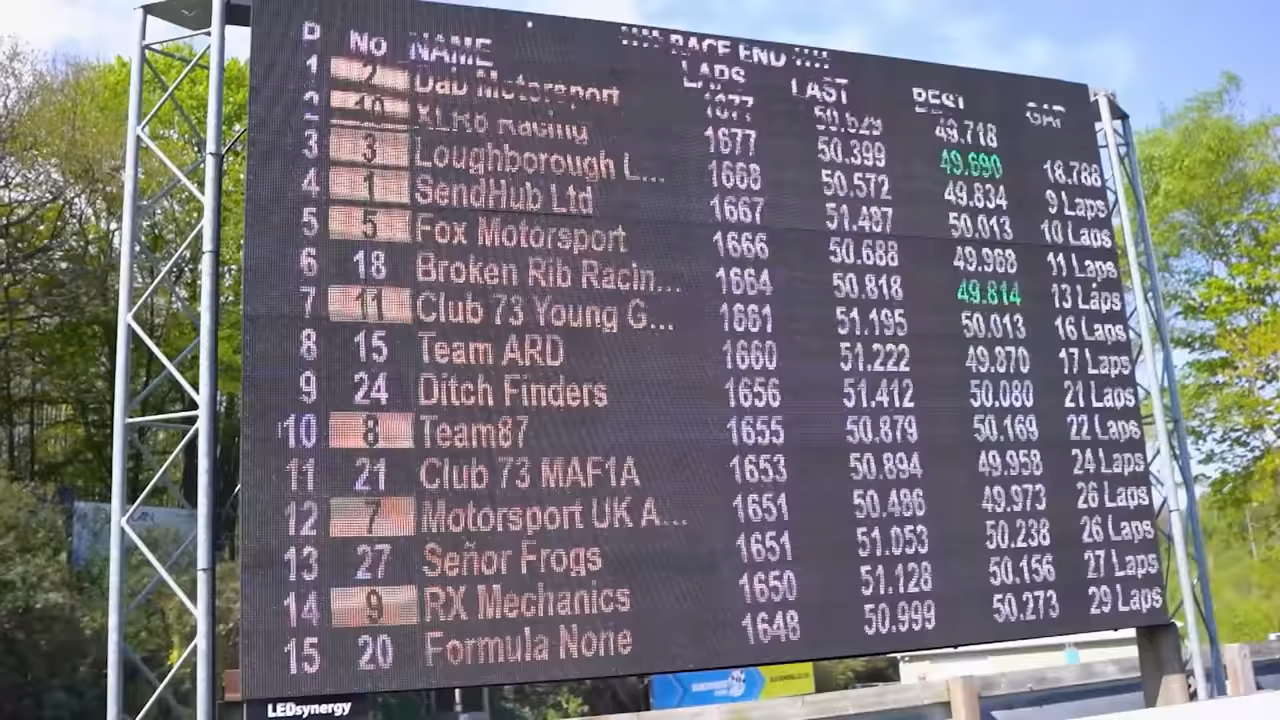 !!!! RACE END !!!!
P No NAME LAPS LAST BEST GAP
1 2 Dab Motorsport 1677 50.629 49.718
2 XLR8 Racing 1677 50.399 49.690 18.788
3 3 Loughborough L... 1668 50.572 49.834 9 Laps
4 1 SendHub Ltd 1667 51.487 50.013 10 Laps
5 5 Fox Motorsport 1666 50.688 49.968 11 Laps
6 18 Broken Rib Racin... 1664 50.818 49.814 13 Laps
7 11 Club 73 Young G... 1661 51.195 50.013 16 Laps
8 15 Team ARD 1660 51.222 49.870 17 Laps
9 24 Ditch Finders 1656 51.412 50.080 21 Laps
10 8 Team87 1655 50.879 50.169 22 Laps
11 21 Club 73 MAF1A 1653 50.894 49.958 24 Laps
12 7 Motorsport UK A... 1651 50.486 49.973 26 Laps
13 27 Señor Frogs 1651 51.053 50.238 26 Laps
14 9 RX Mechanics 1650 51.128 50.156 27 Laps
15 20 Formula None 1648 50.999 50.273 29 Laps
LEDsynergy